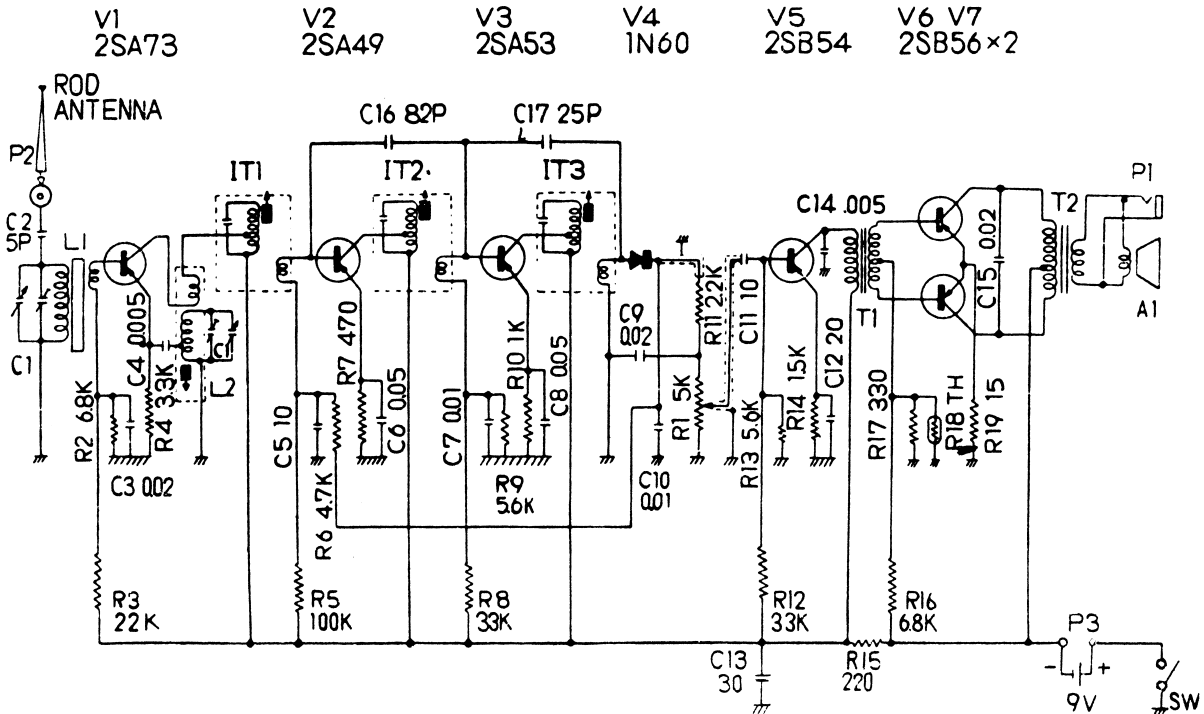 V1
2SA73
V2
2SA49
V3
2SA53
V4
1N60
V5
2SB54
V6 V7
2SB56×2
ROD
ANTENNA
P2
C2
5P
L1
C1
IT1
C16 82P
IT2
C17 25P
IT3
C14 .005
T1
C15 0.02
T2
P1
A1
C4 0.005
C1
L2
R2 6.8K
R4 3.3K
C3 0.02
R3
22K
C5 10
R6 4.7K
R7 470
C6 0.05
R5
100K
C7 0.01
R10 1K
C8 0.05
R9
5.6K
R8
33K
C9
0.02
R11 2.2K
R1 5K
C10
0.01
C11 10
R13 5.6K
R14 1.5K
C12 20
R12
33K
C13
30
R15
220
R17 330
R18 TH
R19 15
R16
6.8K
P3
- +
9V
SW